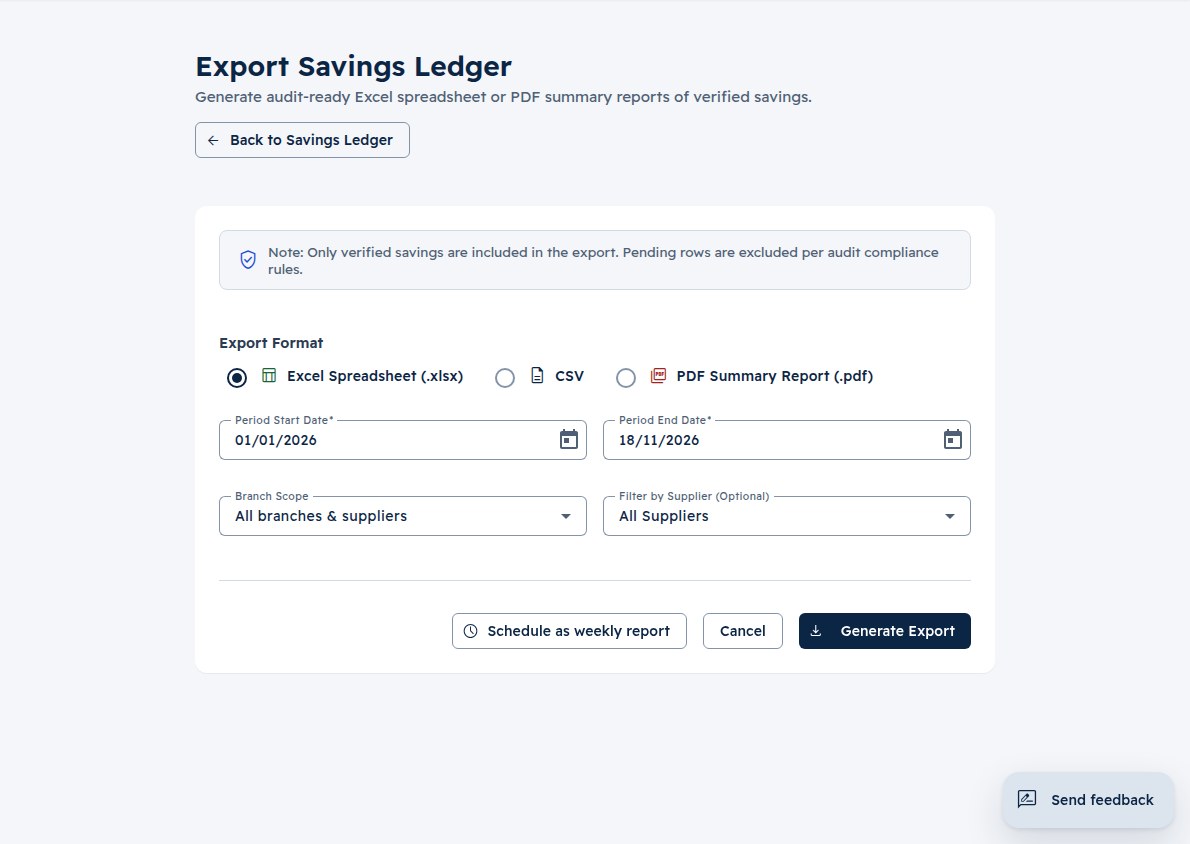 Export Savings Ledger
Generate audit-ready Excel spreadsheet or PDF summary reports of verified savings.
Back to Savings Ledger
Note: Only verified savings are included in the export. Pending rows are excluded per audit compliance
rules.
Export Format
Excel Spreadsheet (.xlsx)
CSV
PDF
PDF Summary Report (.pdf)
Period Start Date*
01/01/2026
Period End Date*
18/11/2026
Branch Scope
All branches & suppliers
Filter by Supplier (Optional)
All Suppliers
Schedule as weekly report
Cancel
Generate Export
Send feedback